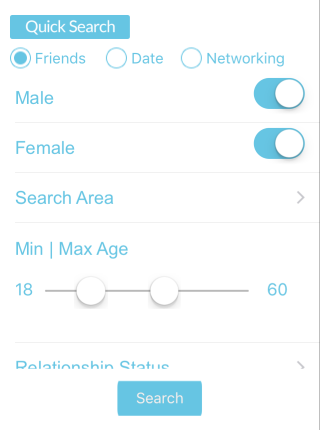 Quick Search
Friends Date Networking
Male
Female
Search Area
Min | Max Age
18 60
Relationship Status
Search